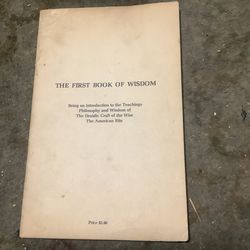 THE FIRST BOOK OF WISDOM
Being an Introduction to the Teachings
Philosophy and Wisdom of
The Druidic Craft of the Wise
The American Rite
Price $2.00